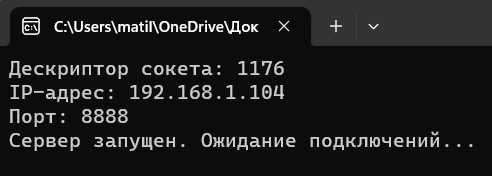 C:\Users\matil\OneDrive\Док
Дескриптор сокета: 1176
IP-адрес: 192.168.1.104
Порт: 8888
Сервер запущен. Ожидание подключений...